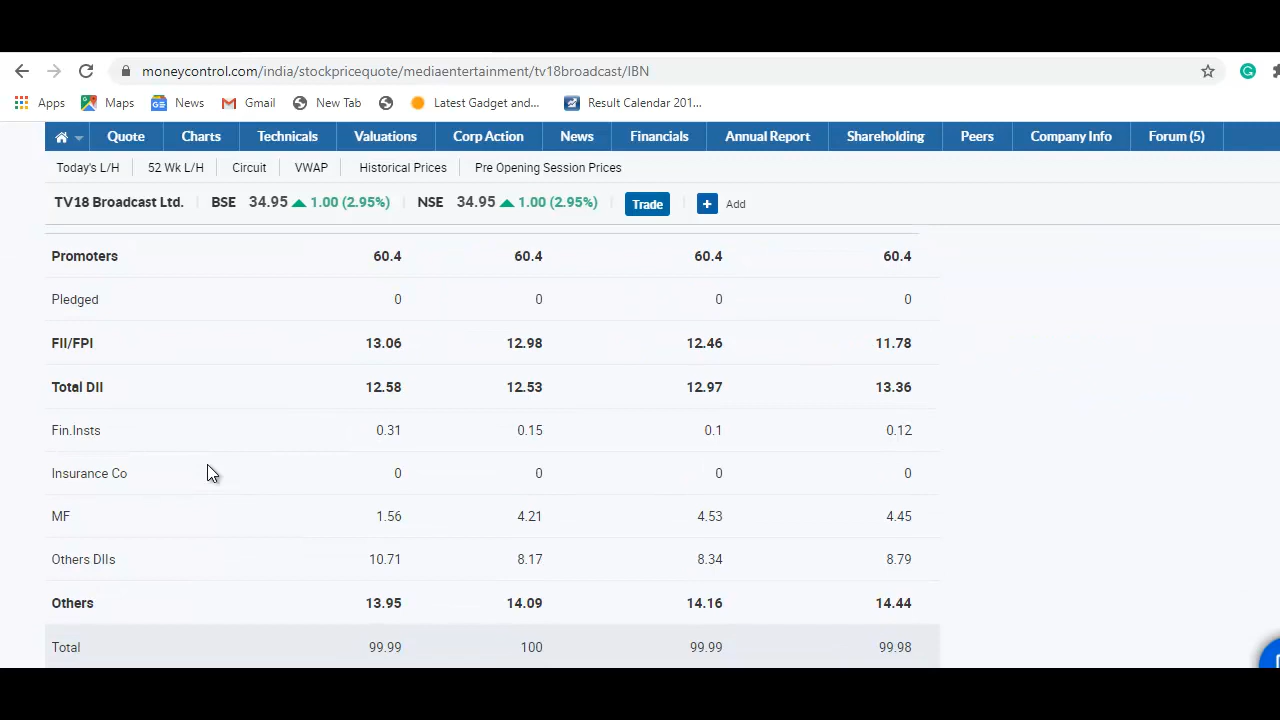 moneycontrol.com/india/stockpricequote/mediaentertainment/tv18broadcast/IBN
Apps Maps News Gmail New Tab Latest Gadget and... Result Calendar 201...
Quote Charts Technicals Valuations Corp Action News Financials Annual Report Shareholding Peers Company Info Forum (5)
Today's L/H 52 Wk L/H Circuit VWAP Historical Prices Pre Opening Session Prices
TV18 Broadcast Ltd. BSE 34.95 1.00 (2.95%) NSE 34.95 1.00 (2.95%) Trade + Add
Promoters 60.4 60.4 60.4 60.4
Pledged 0 0 0 0
FII/FPI 13.06 12.98 12.46 11.78
Total DII 12.58 12.53 12.97 13.36
Fin.Insts 0.31 0.15 0.1 0.12
Insurance Co 0 0 0 0
MF 1.56 4.21 4.53 4.45
Others DIIs 10.71 8.17 8.34 8.79
Others 13.95 14.09 14.16 14.44
Total 99.99 100 99.99 99.98